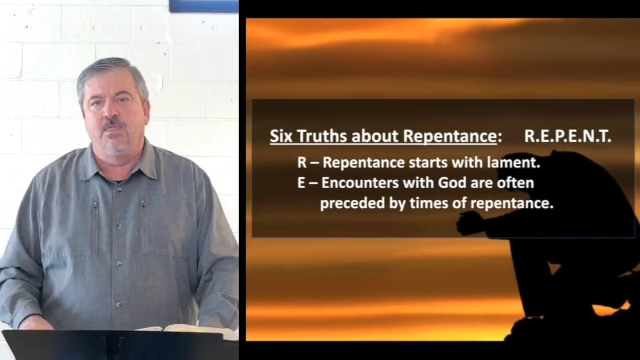 Six Truths about Repentance: R.E.P.E.N.T.
R – Repentance starts with lament.
E – Encounters with God are often
preceded by times of repentance.